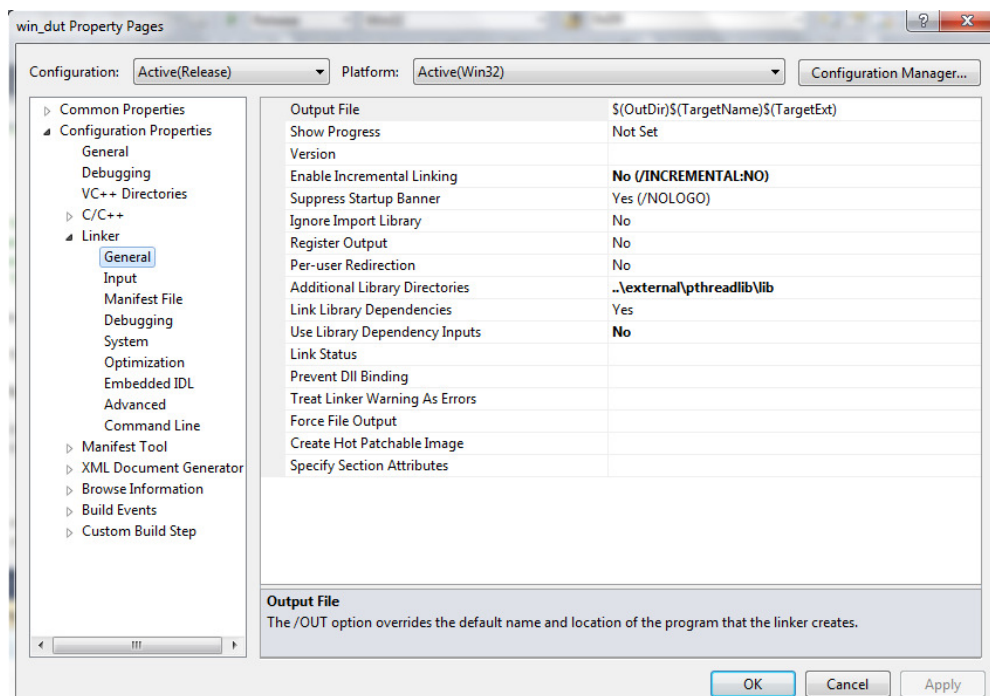 win_dut Property Pages
Configuration: Active(Release) Platform: Active(Win32) Configuration Manager...
Common Properties
Configuration Properties
General
Debugging
VC++ Directories
C/C++
Linker
General
Input
Manifest File
Debugging
System
Optimization
Embedded IDL
Advanced
Command Line
Manifest Tool
XML Document Generator
Browse Information
Build Events
Custom Build Step
Output File $(OutDir)$(TargetName)$(TargetExt)
Show Progress Not Set
Version
Enable Incremental Linking No (/INCREMENTAL:NO)
Suppress Startup Banner Yes (/NOLOGO)
Ignore Import Library No
Register Output No
Per-user Redirection No
Additional Library Directories ..\external\pthreadlib\lib
Link Library Dependencies Yes
Use Library Dependency Inputs No
Link Status
Prevent Dll Binding
Treat Linker Warning As Errors
Force File Output
Create Hot Patchable Image
Specify Section Attributes
Output File
The /OUT option overrides the default name and location of the program that the linker creates.
OK Cancel Apply